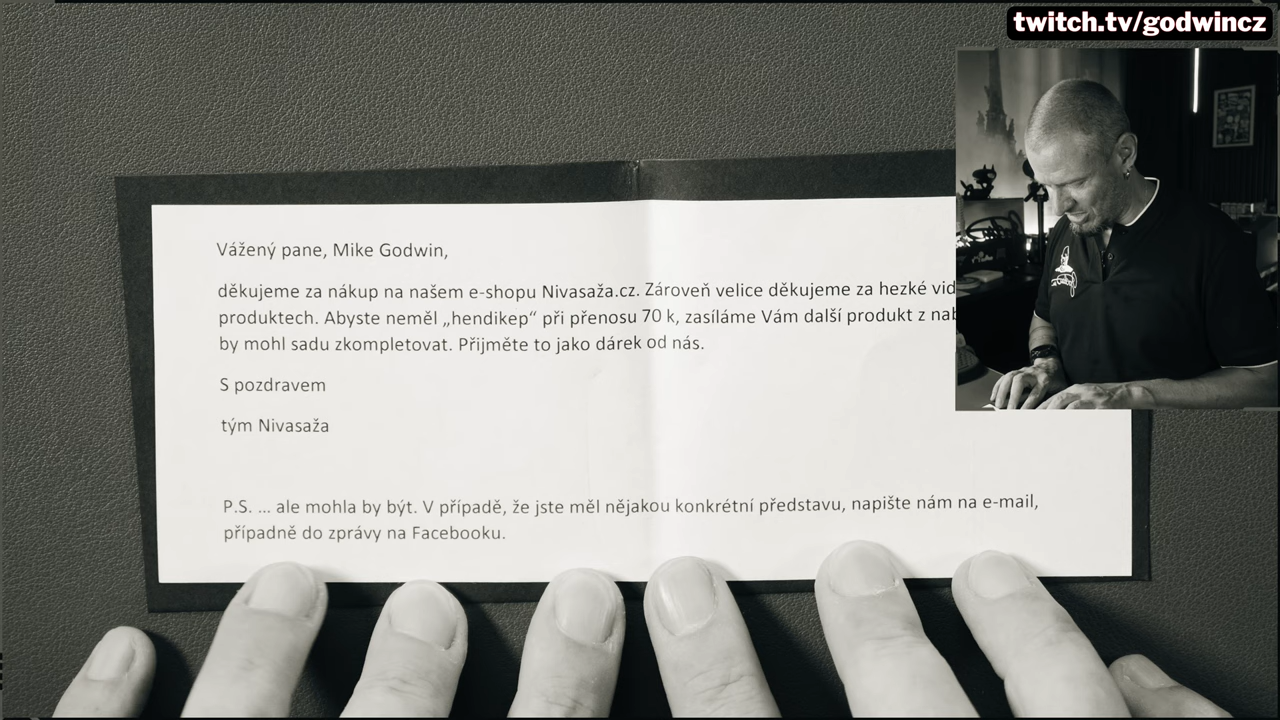 twitch.tv/godwincz
Vážený pane, Mike Godwin,
děkujeme za nákup na našem e-shopu Nivasaža.cz. Zároveň velice děkujeme za hezké
produktech. Abyste neměl „hendikep“ při přenosu 70 k, zasíláme Vám další produkt z
by mohl sadu zkompletovat. Přijměte to jako dárek od nás.
S pozdravem
tým Nivasaža
P.S. ... ale mohla by být. V případě, že jste měl nějakou konkrétní představu, napište nám na e-mail,
případně do zprávy na Facebooku.